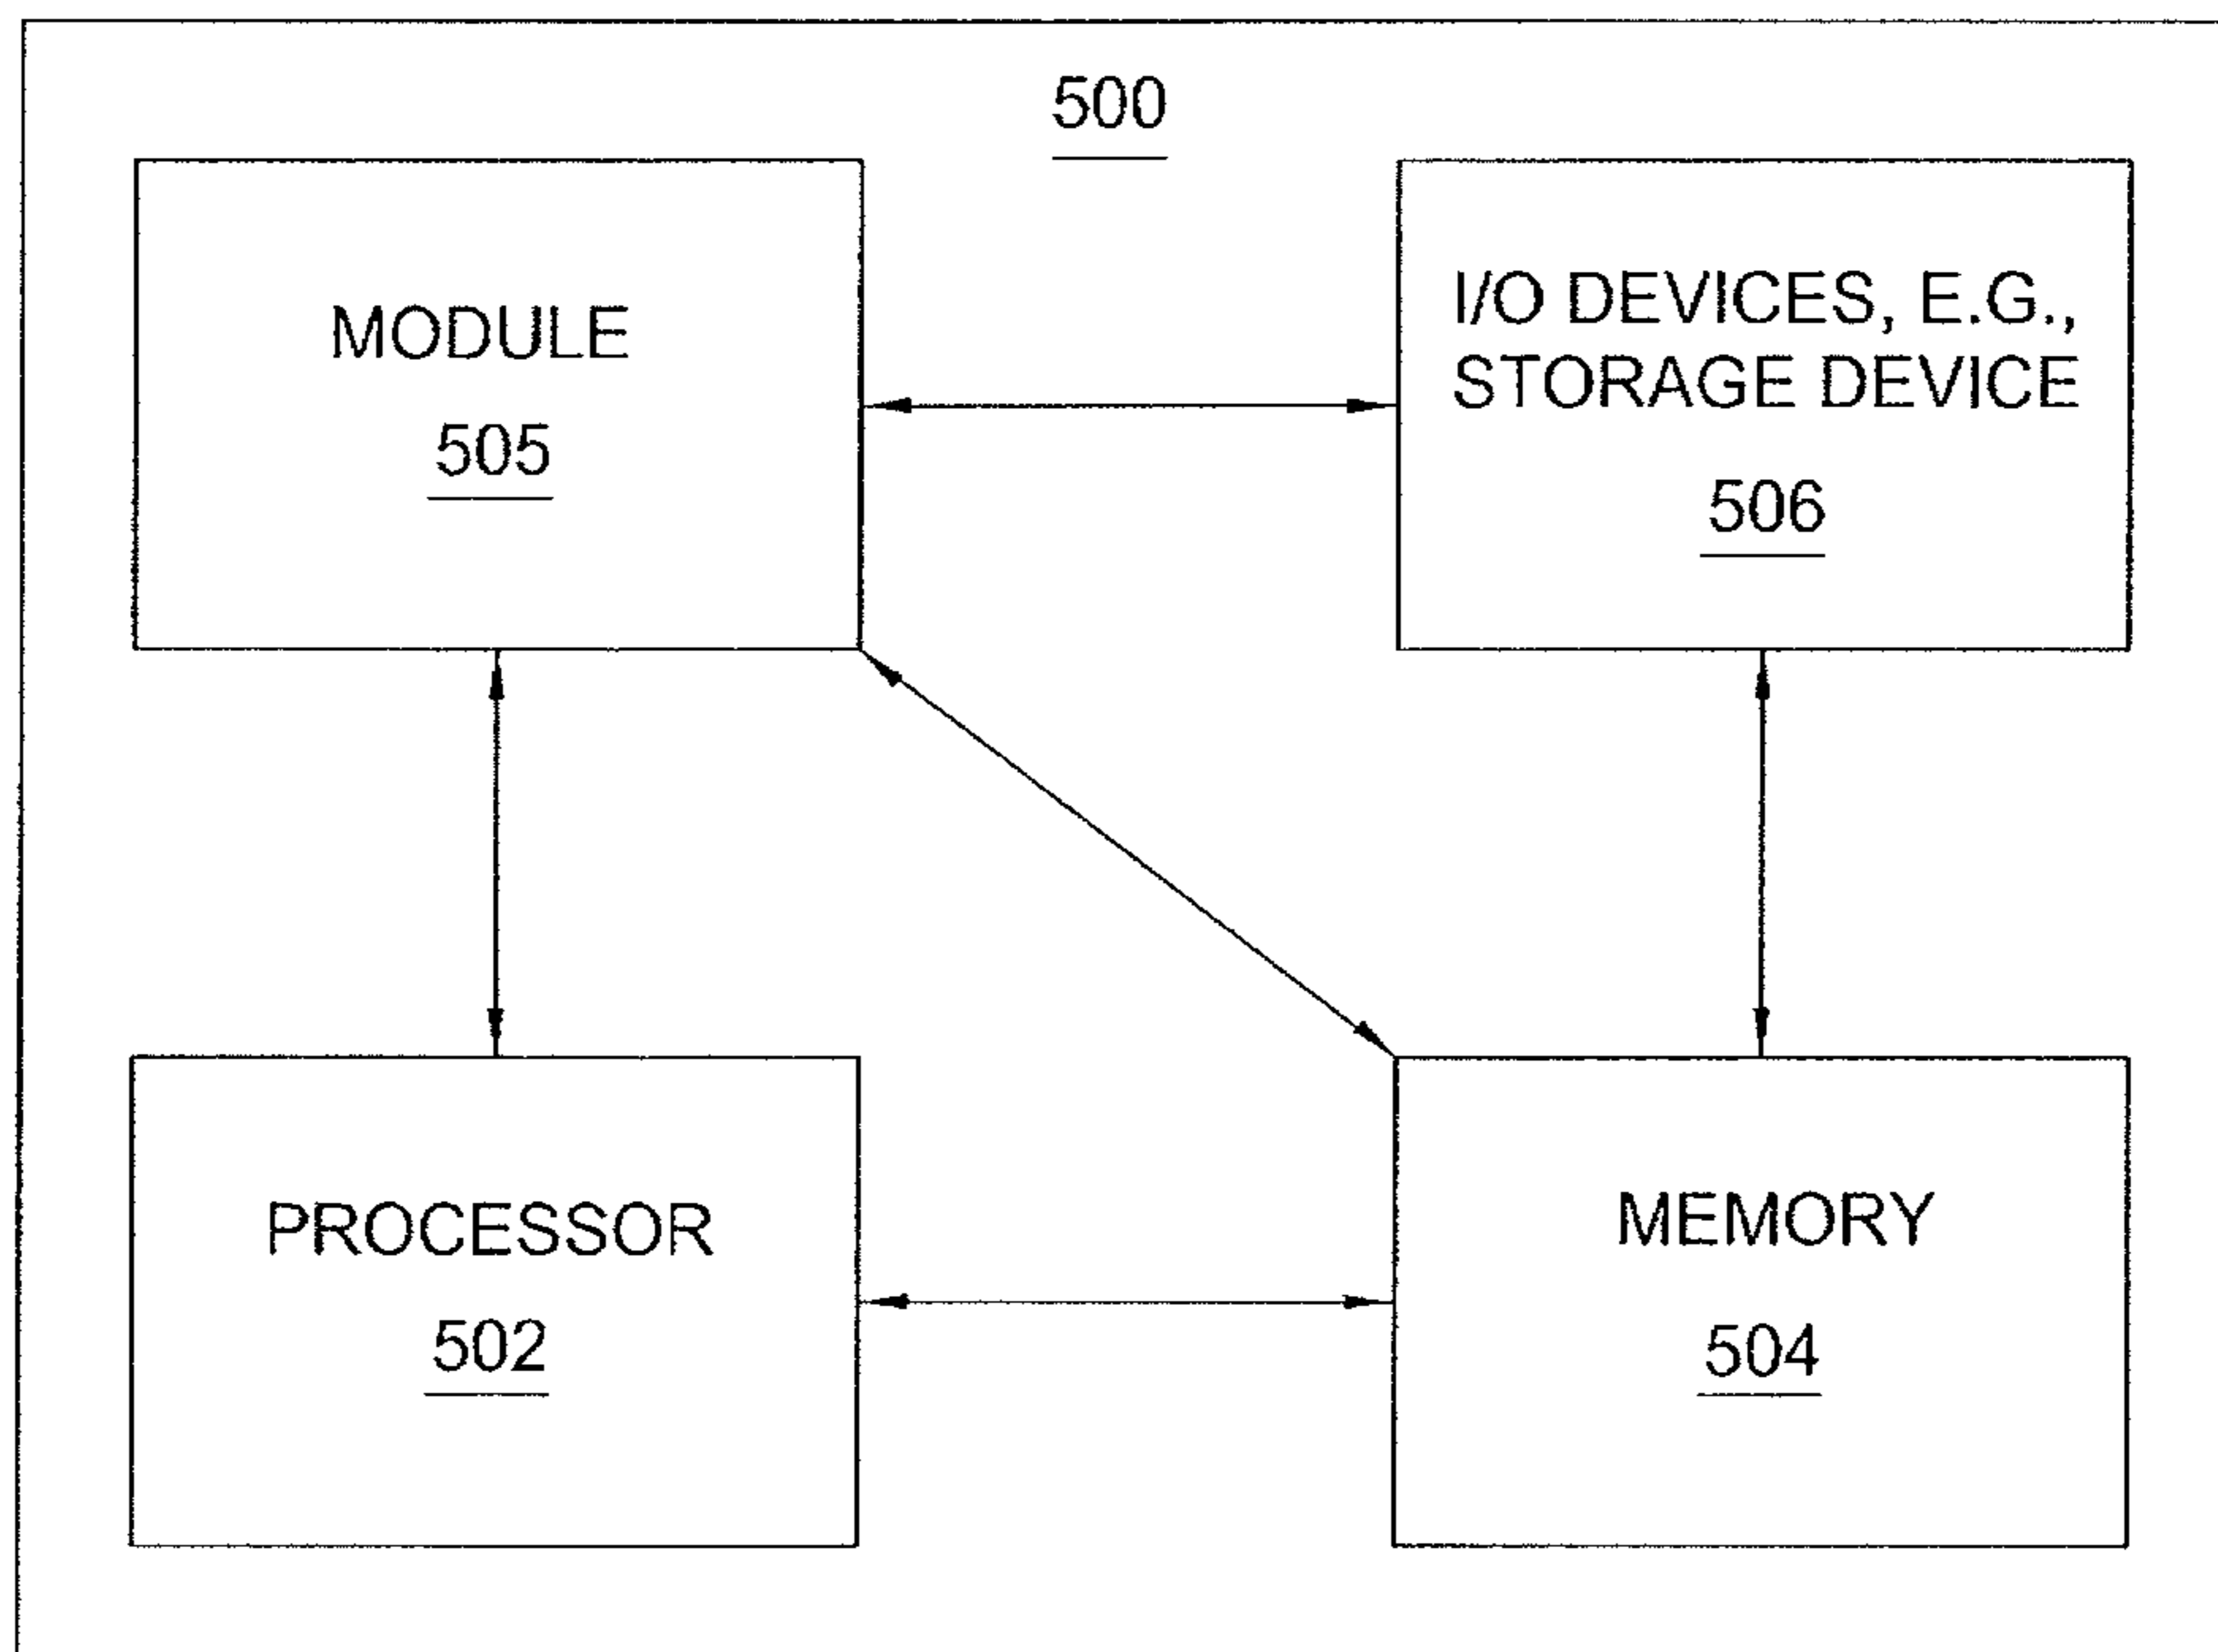 500
MODULE
505
I/O DEVICES, E.G.,
STORAGE DEVICE
506
PROCESSOR
502
MEMORY
504